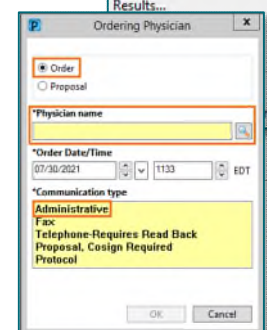 Results...
Ordering Physician
x
Order
Proposal
*Physician name
*Order Date/Time
07/30/2021 1133 EDT
*Communication type
Administrative
Fax
Telephone-Requires Read Back
Proposal, Cosign Required
Protocol
OK Cancel